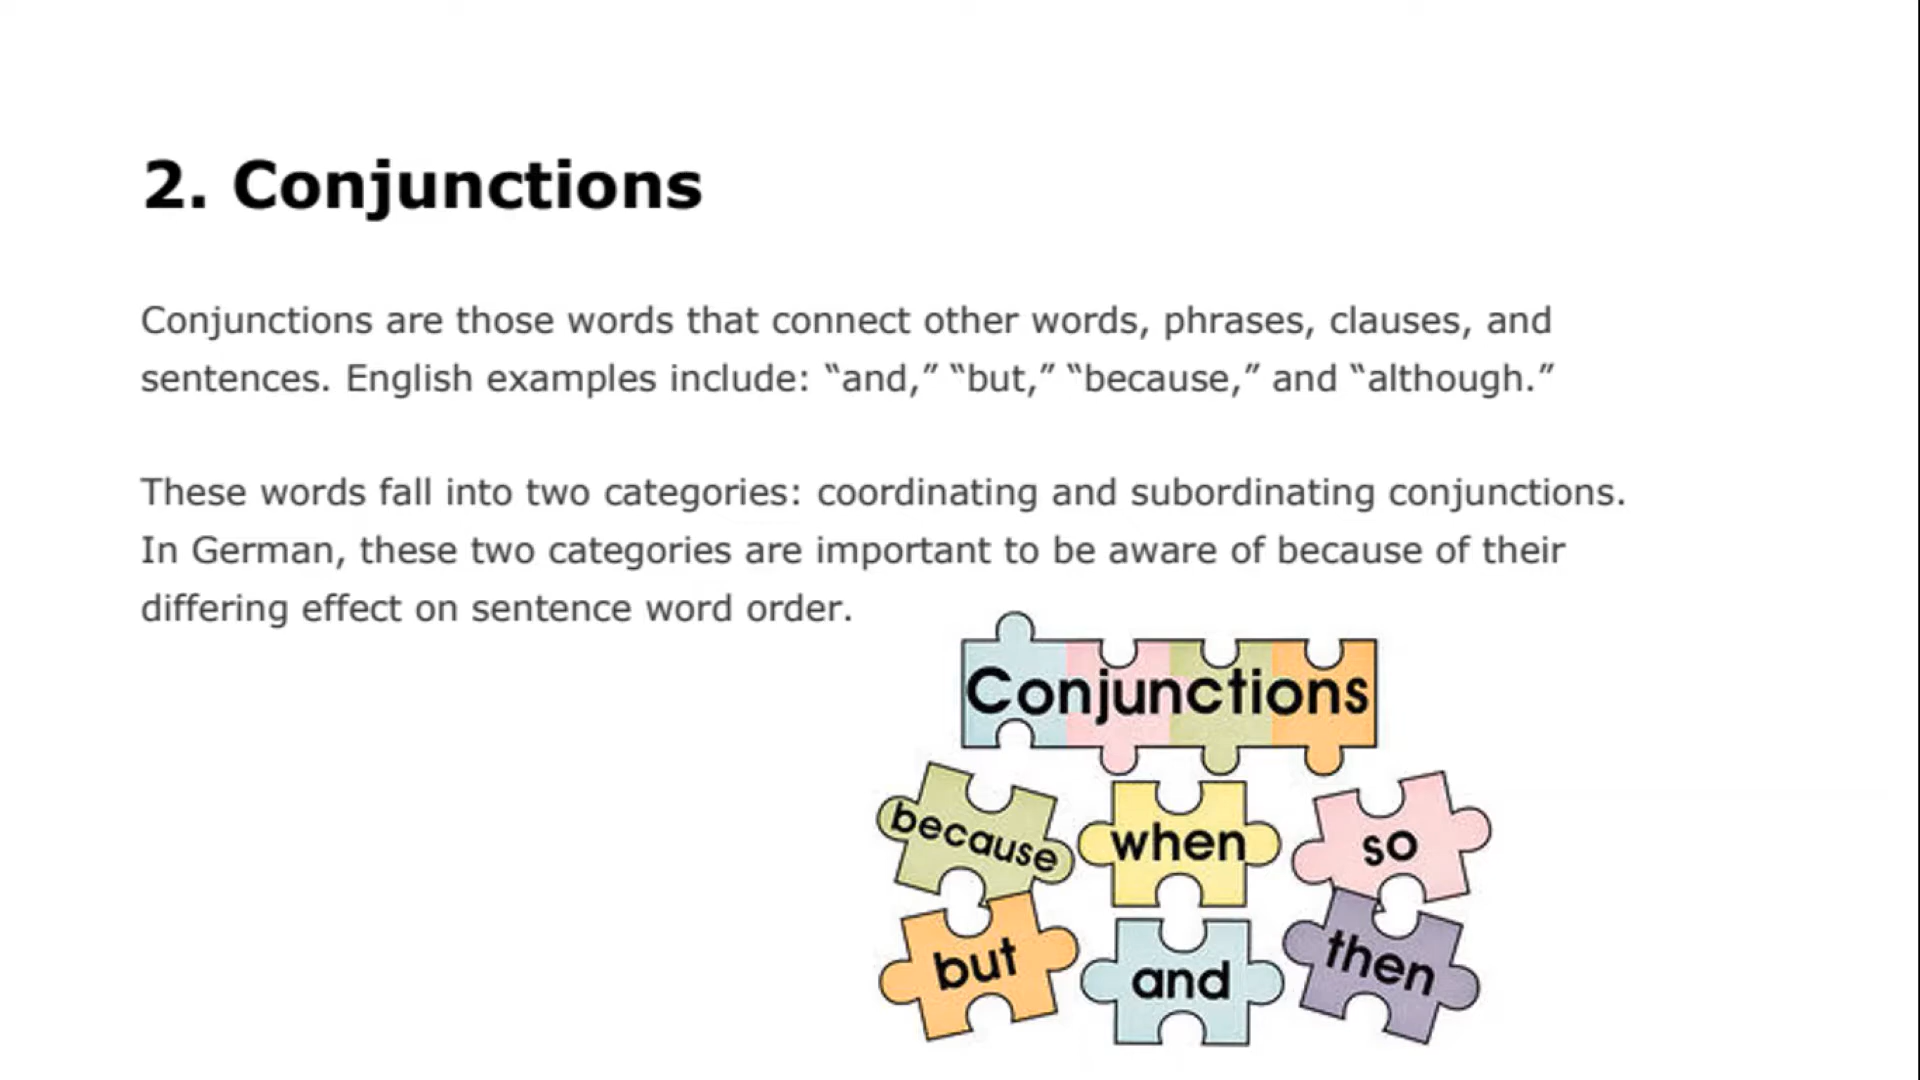 2. Conjunctions
Conjunctions are those words that connect other words, phrases, clauses, and
sentences. English examples include: “and,” “but,” “because,” and “although.”
These words fall into two categories: coordinating and subordinating conjunctions.
In German, these two categories are important to be aware of because of their
differing effect on sentence word order.
Conjunctions
because
when
so
but
and
then